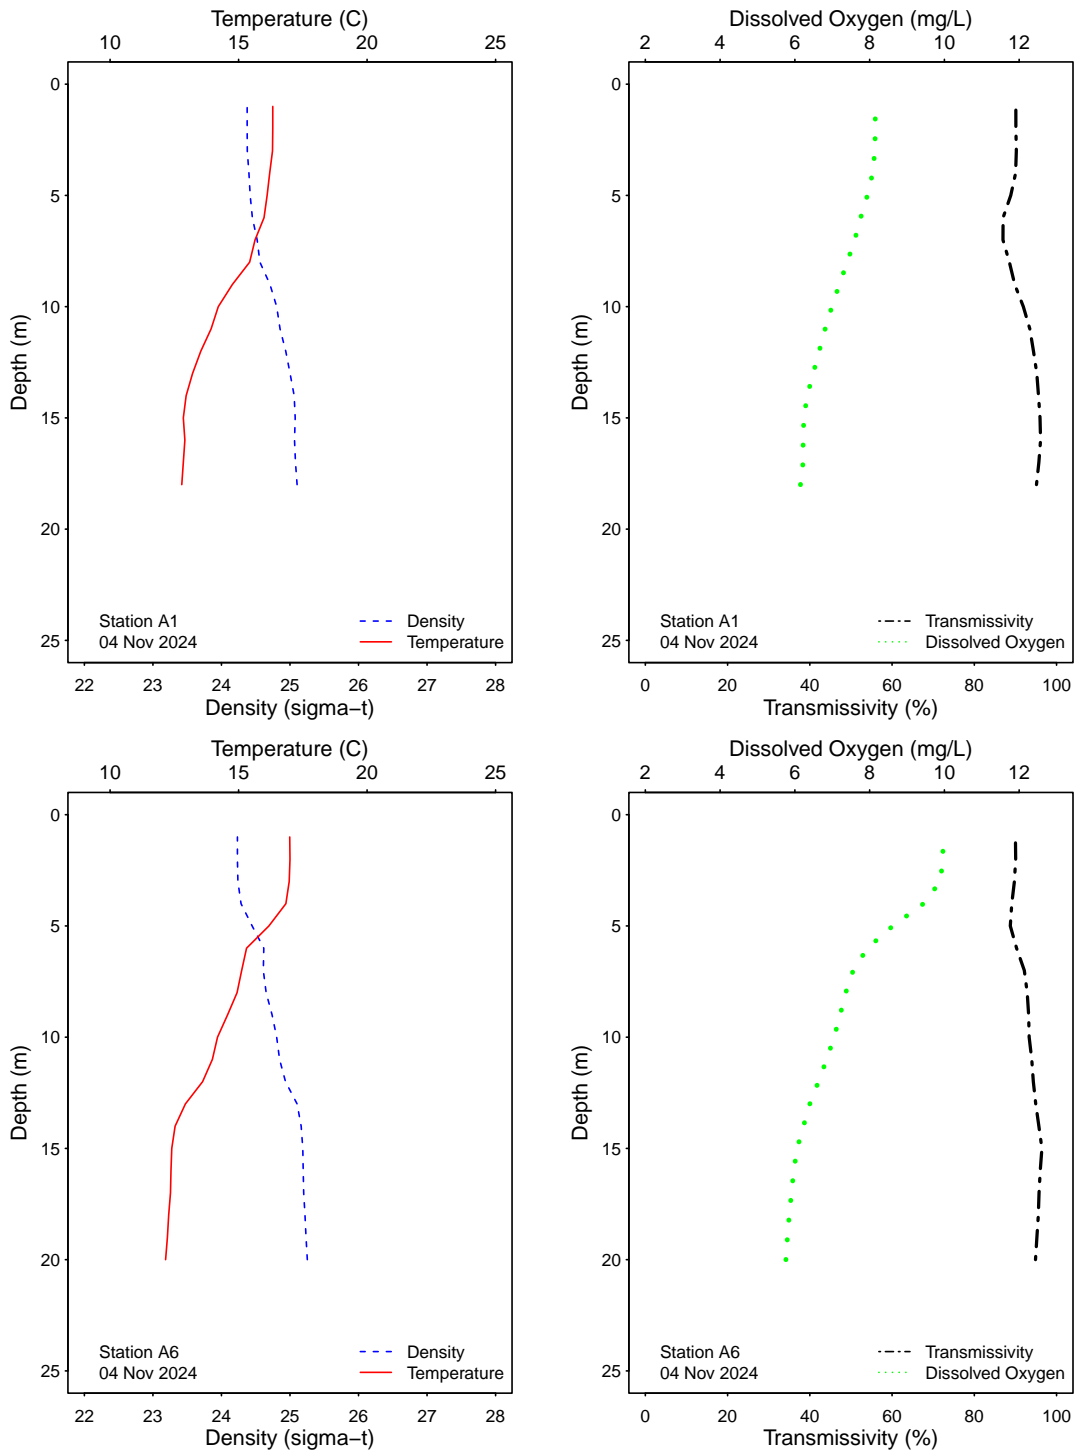 Temperature (C)
10 15 20 25
0
5
10
15
20
25
Depth (m)
Station A1
04 Nov 2024
Density
Temperature
22 23 24 25 26 27 28
Density (sigma−t)
Dissolved Oxygen (mg/L)
2 4 6 8 10 12
0
5
10
15
20
25
Depth (m)
Station A1
04 Nov 2024
Transmissivity
Dissolved Oxygen
0 20 40 60 80 100
Transmissivity (%)
Temperature (C)
10 15 20 25
0
5
10
15
20
25
Depth (m)
Station A6
04 Nov 2024
Density
Temperature
22 23 24 25 26 27 28
Density (sigma−t)
Dissolved Oxygen (mg/L)
2 4 6 8 10 12
0
5
10
15
20
25
Depth (m)
Station A6
04 Nov 2024
Transmissivity
Dissolved Oxygen
0 20 40 60 80 100
Transmissivity (%)